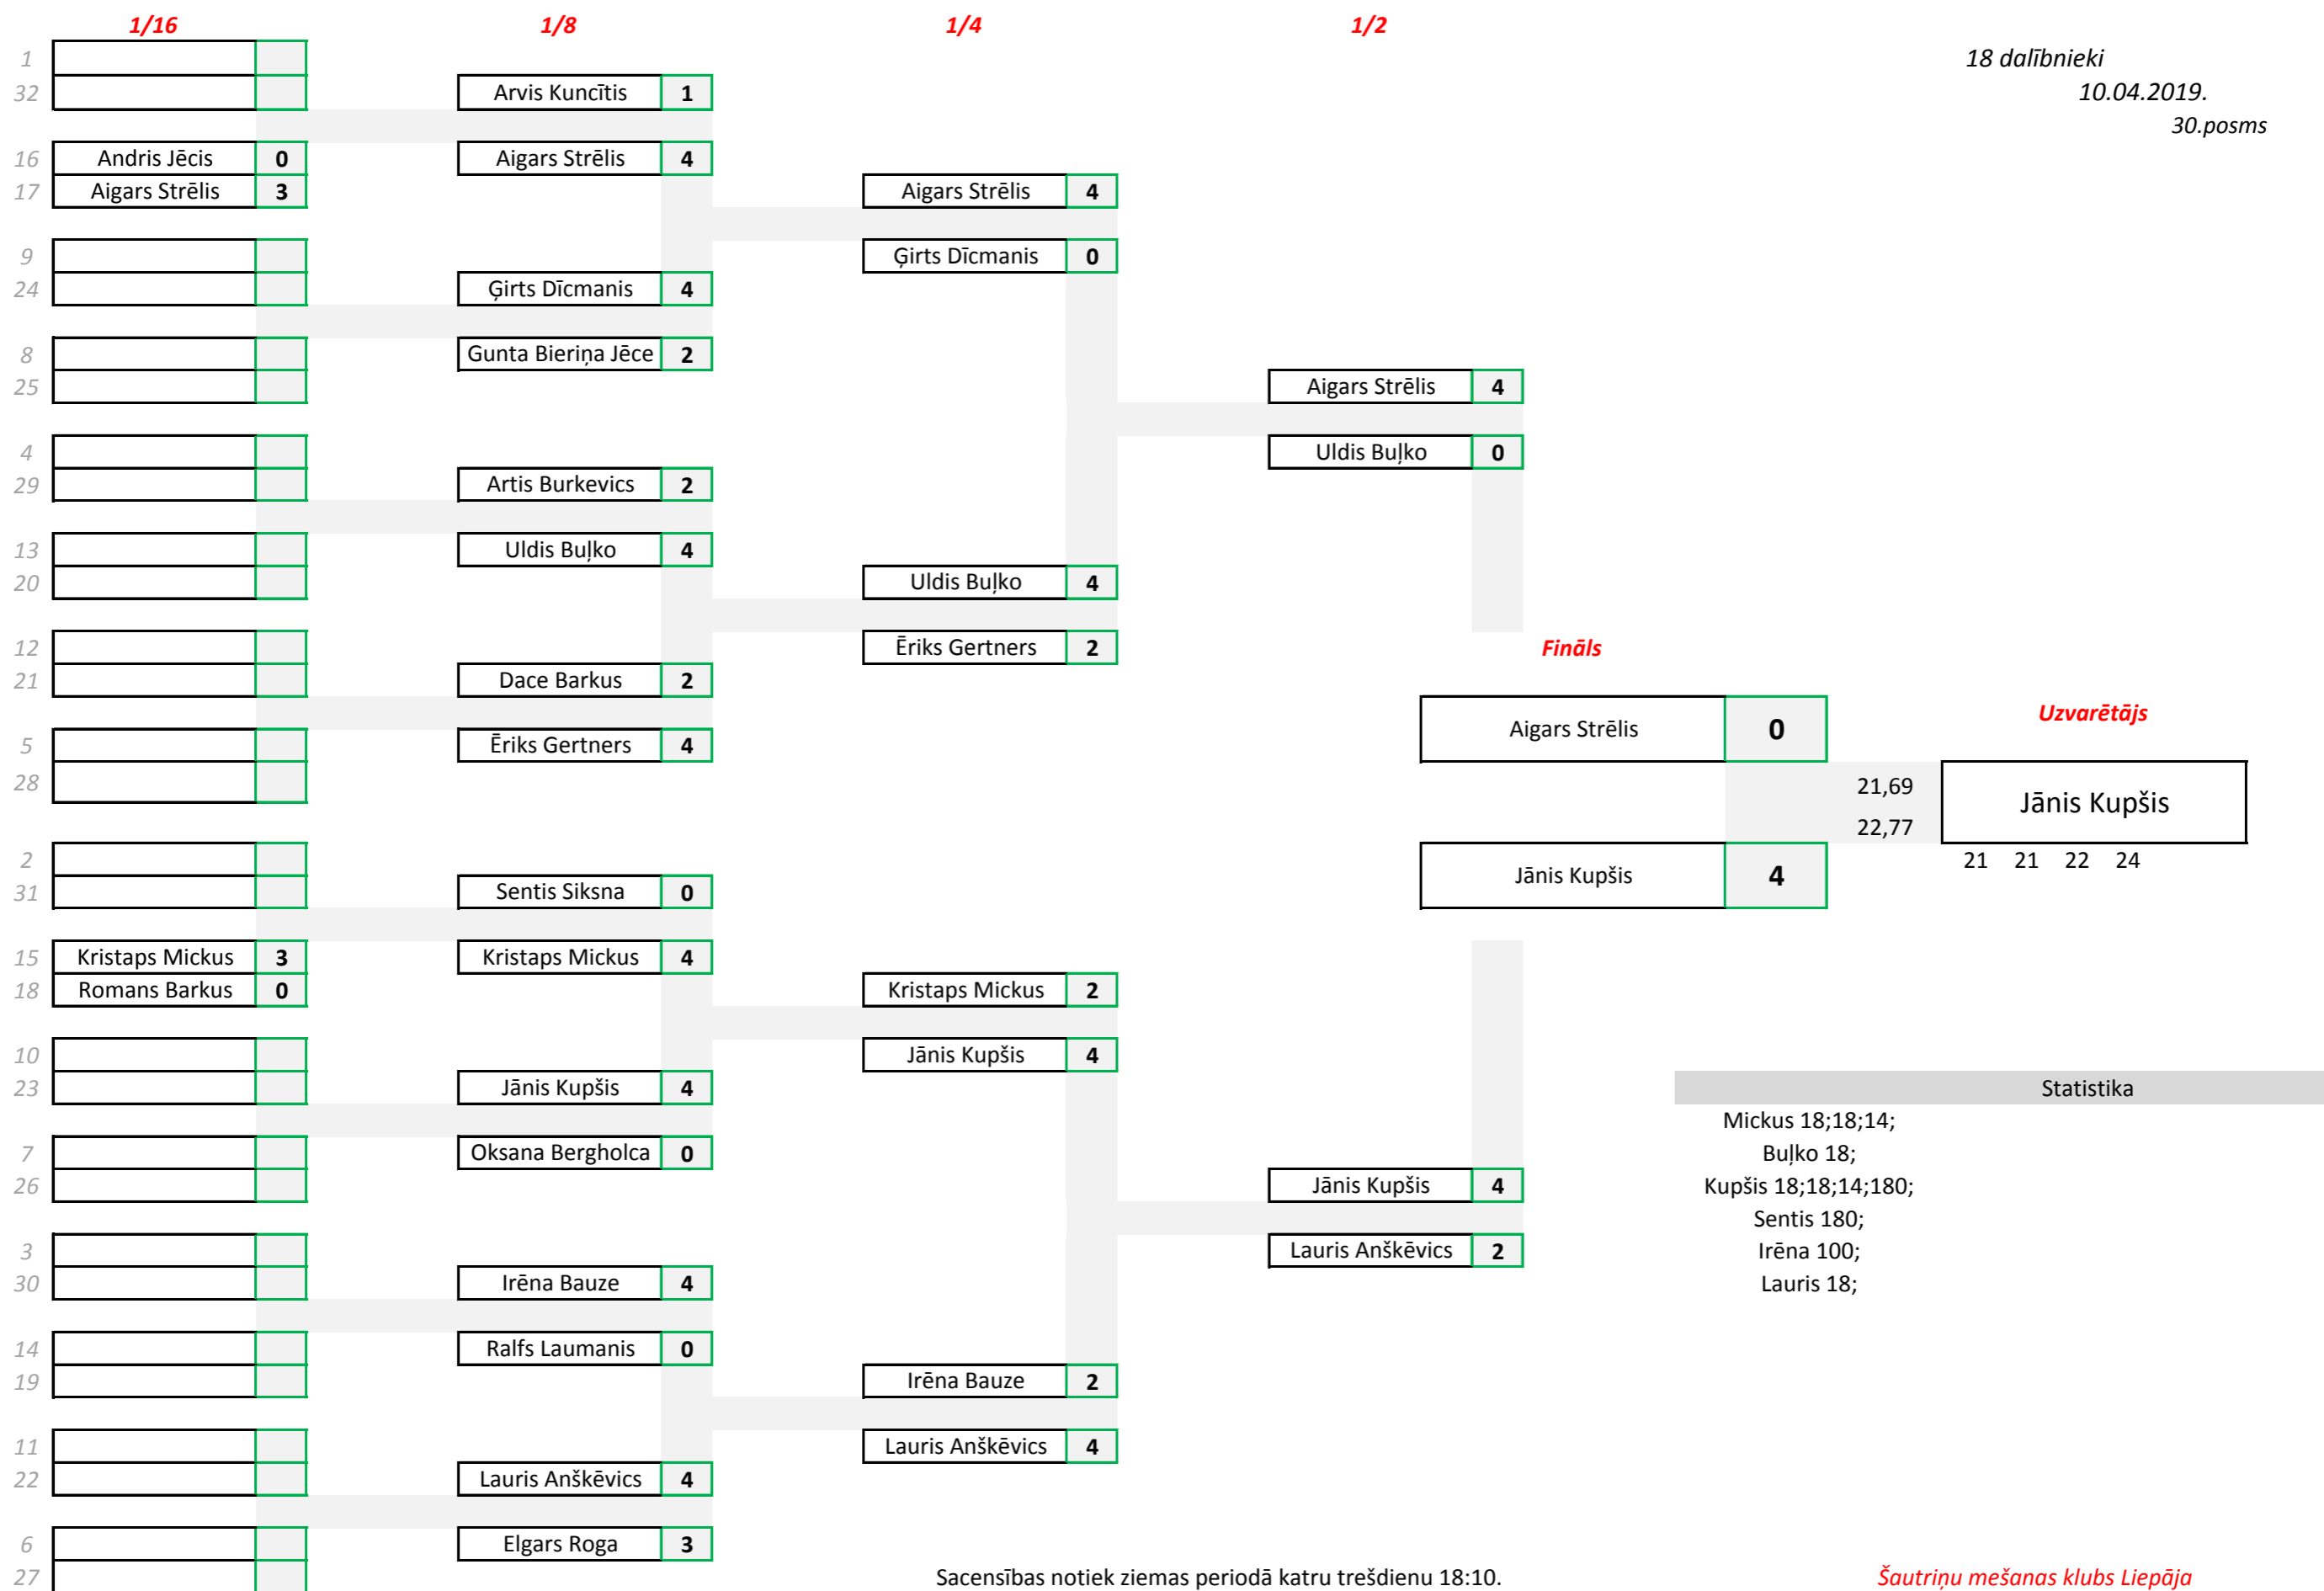 1/16 1/8 1/4 1/2
1
18 dalībnieki
32 Arvis Kuncītis 1
10.04.2019.
30.posms
16 Andris Jēcis 0 Aigars Strēlis 4
17 Aigars Strēlis 3 Aigars Strēlis 4
9 Ģirts Dīcmanis 0
24 Ģirts Dīcmanis 4
8 Gunta Bieriņa Jēce 2
25 Aigars Strēlis 4
4 Uldis Buļko 0
29 Artis Burkevics 2
13 Uldis Buļko 4
20 Uldis Buļko 4
12 Ēriks Gertners 2 Fināls
21 Dace Barkus 2
Uzvarētājs
5 Ēriks Gertners 4 Aigars Strēlis 0
28 21,69
Jānis Kupšis
22,77
2 21 21 22 24
31 Sentis Siksna 0 Jānis Kupšis 4
15 Kristaps Mickus 3 Kristaps Mickus 4
18 Romans Barkus 0 Kristaps Mickus 2
10 Jānis Kupšis 4
23 Jānis Kupšis 4 Statistika
Mickus 18;18;14;
7 Oksana Bergholca 0 Buļko 18;
26 Jānis Kupšis 4 Kupšis 18;18;14;180;
Sentis 180;
3 Lauris Anškēvics 2 Irēna 100;
30 Irēna Bauze 4 Lauris 18;
14 Ralfs Laumanis 0
19 Irēna Bauze 2
11 Lauris Anškēvics 4
22 Lauris Anškēvics 4
6 Elgars Roga 3
27 Sacensības notiek ziemas periodā katru trešdienu 18:10. Šautriņu mešanas klubs Liepāja